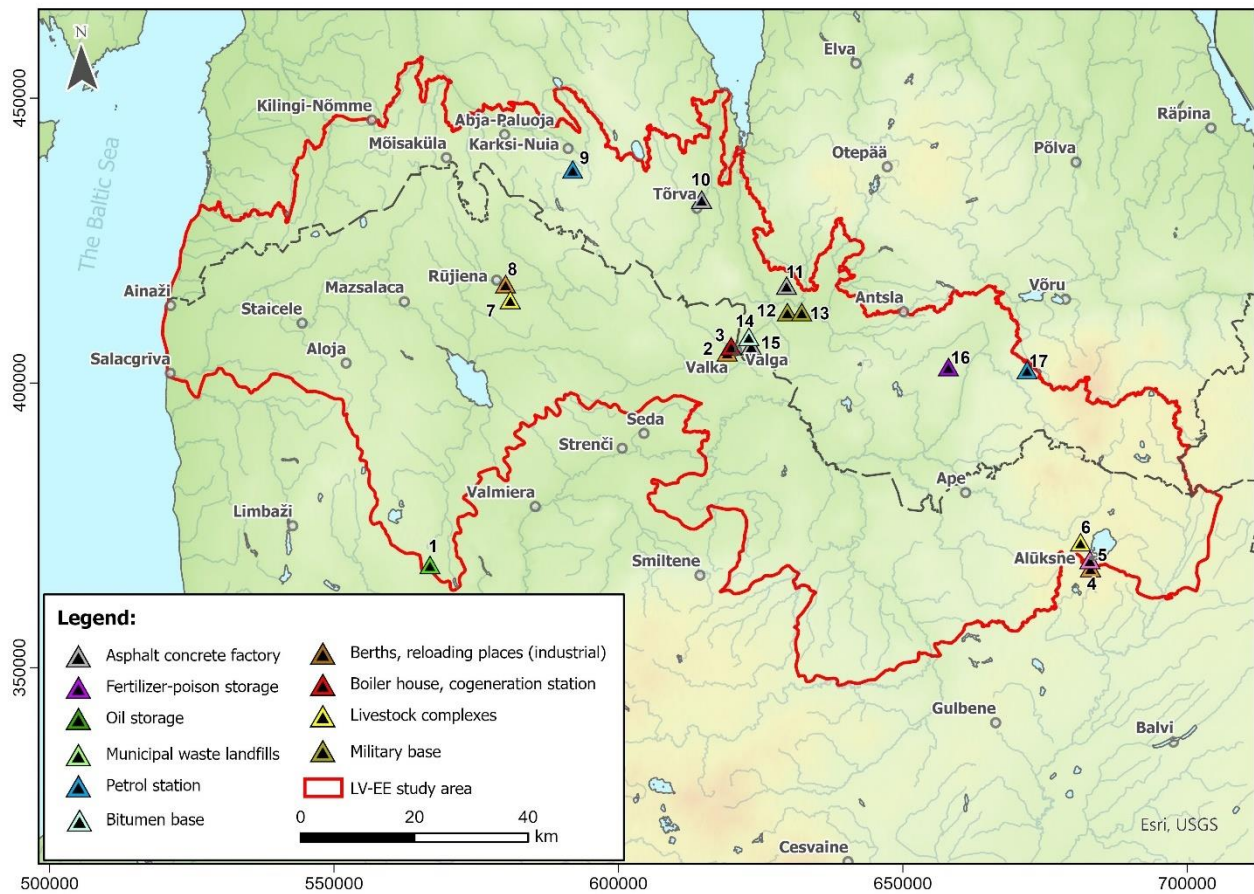 N
Elva
450000
Kilingi-Nõmme
Abja-Paluoja
Räpina
Mõisaküla
Karksi-Nuia
Põlva
Otepää
9
10
Tõrva
The Baltic Sea
8
Rūjiena
7
11
Võru
Ainaži
Mazsalaca
Antsla
12
13
Staicele
14
3
15
2
Valga
Valka
16
17
Aloja
Salacgrīva
400000
Seda
Strenči
Ape
Valmiera
Limbaži
6
5
Alūksne
4
1
Smiltene
Legend:
Asphalt concrete factory
Fertilizer-poison storage
Oil storage
Municipal waste landfills
Petrol station
Bitumen base
Berths, reloading places (industrial)
Boiler house, cogeneration station
Livestock complexes
Military base
LV-EE study area
0 20 40
km
350000
Gulbene
Balvi
Esri, USGS
Cesvaine
500000 550000 600000 650000 700000